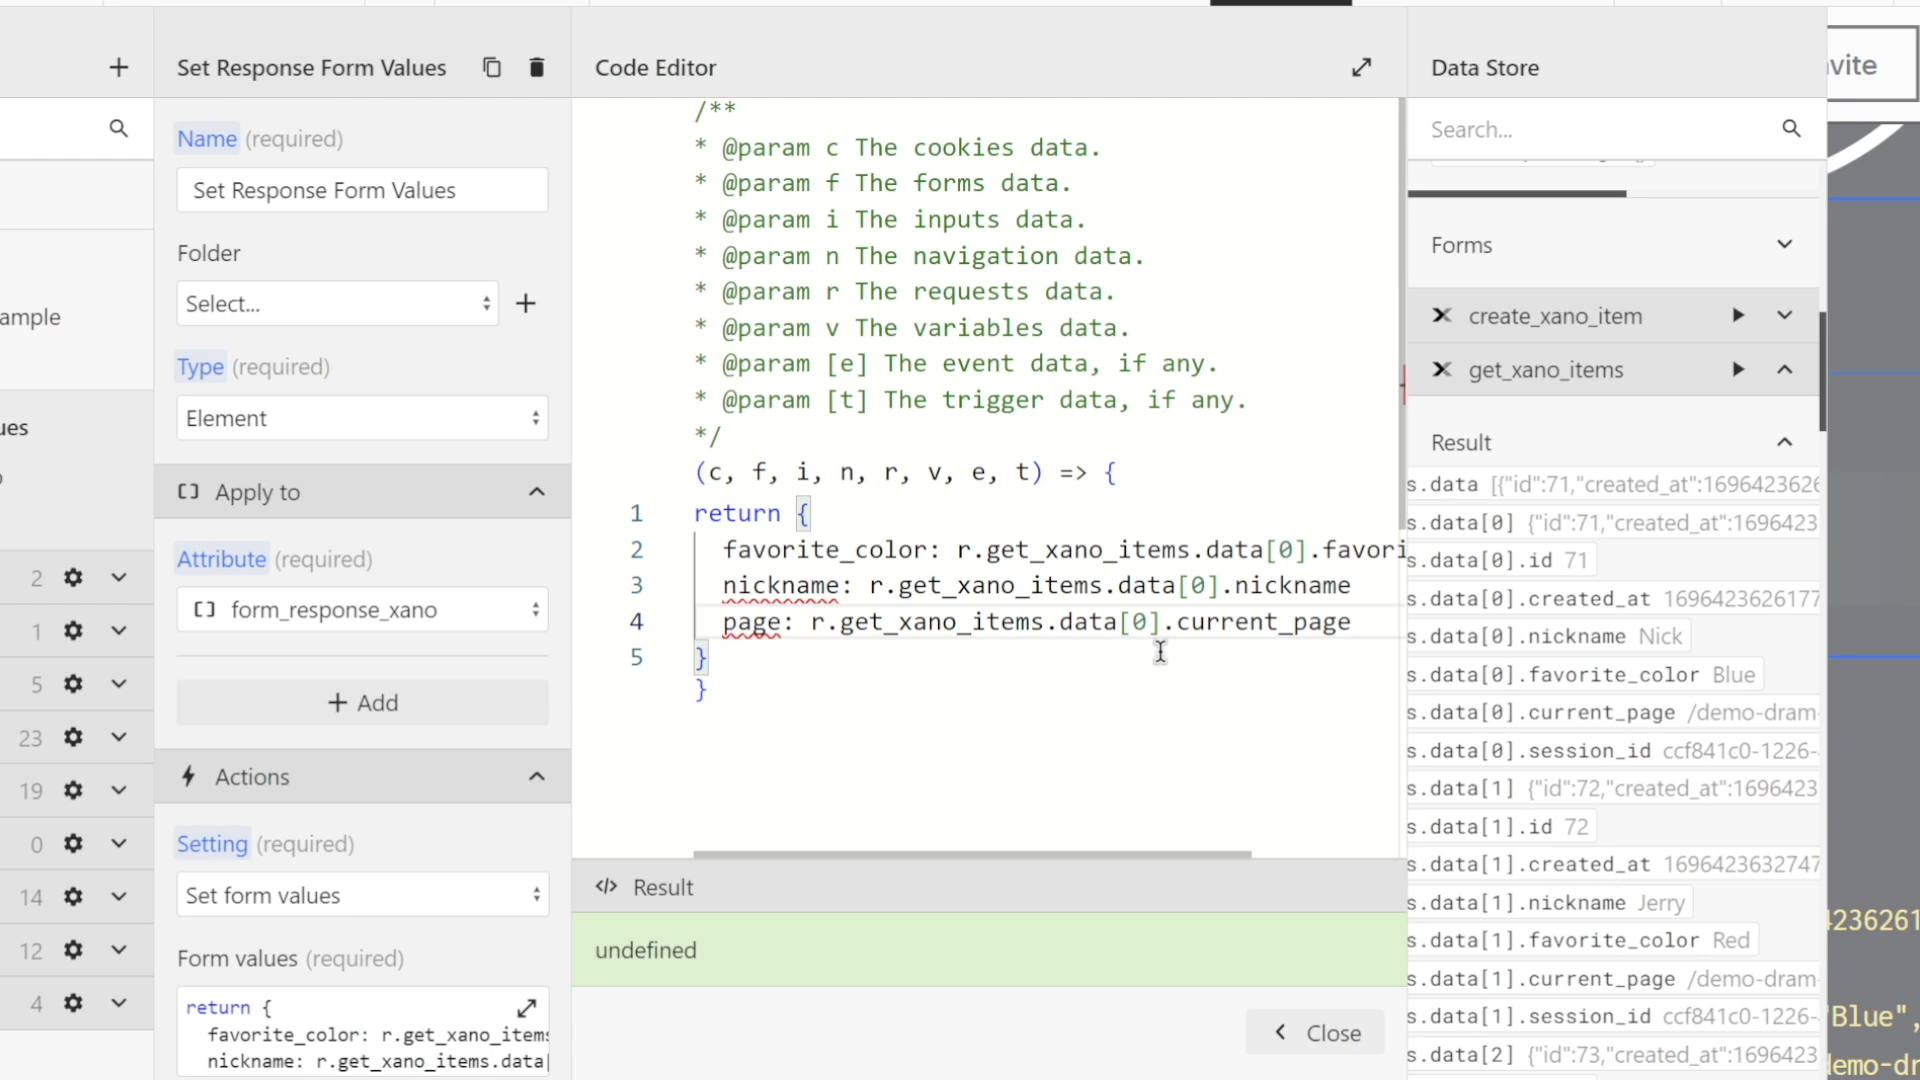 Set Response Form Values
Code Editor
Data Store
Name (required)
Set Response Form Values
Folder
Select...
Type (required)
Element
Apply to
Attribute (required)
form_response_xano
Add
Actions
Setting (required)
Set form values
Form values (required)
return {
favorite_color: r.get_xano_items
nickname: r.get_xano_items.data
ample
ues
2
1
5
23
19
0
14
12
4
/**
* @param c The cookies data.
* @param f The forms data.
* @param i The inputs data.
* @param n The navigation data.
* @param r The requests data.
* @param v The variables data.
* @param [e] The event data, if any.
* @param [t] The trigger data, if any.
*/
(c, f, i, n, r, v, e, t) => {
1 return {
2 favorite_color: r.get_xano_items.data[0].favori
3 nickname: r.get_xano_items.data[0].nickname
4 page: r.get_xano_items.data[0].current_page
5 }
}
</> Result
undefined
Close
Search...
Forms
create_xano_item
get_xano_items
Result
s.data [{"id":71,"created_at":1696423626
s.data[0] {"id":71,"created_at":1696423
s.data[0].id 71
s.data[0].created_at 1696423626177
s.data[0].nickname Nick
s.data[0].favorite_color Blue
s.data[0].current_page /demo-dram
s.data[0].session_id ccf841c0-1226-
s.data[1] {"id":72,"created_at":1696423
s.data[1].id 72
s.data[1].created_at 1696423632747
s.data[1].nickname Jerry
s.data[1].favorite_color Red
s.data[1].current_page /demo-dram
s.data[1].session_id ccf841c0-1226-
s.data[2] {"id":73,"created_at":1696423
vite
4236261
"Blue",
demo-dr